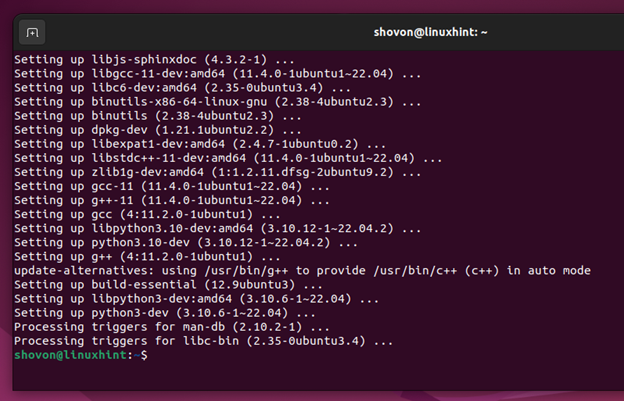 shovon@linuxhint: ~
Setting up libjs-sphinxdoc (4.3.2-1) ...
Setting up libgcc-11-dev:amd64 (11.4.0-1ubuntu1~22.04) ...
Setting up libc6-dev:amd64 (2.35-0ubuntu3.4) ...
Setting up binutils-x86-64-linux-gnu (2.38-4ubuntu2.3) ...
Setting up binutils (2.38-4ubuntu2.3) ...
Setting up dpkg-dev (1.21.1ubuntu2.2) ...
Setting up libexpat1-dev:amd64 (2.4.7-1ubuntu0.2) ...
Setting up libstdc++-11-dev:amd64 (11.4.0-1ubuntu1~22.04) ...
Setting up zlib1g-dev:amd64 (1:1.2.11.dfsg-2ubuntu9.2) ...
Setting up gcc-11 (11.4.0-1ubuntu1~22.04) ...
Setting up g++-11 (11.4.0-1ubuntu1~22.04) ...
Setting up gcc (4:11.2.0-1ubuntu1) ...
Setting up libpython3.10-dev:amd64 (3.10.12-1~22.04.2) ...
Setting up python3.10-dev (3.10.12-1~22.04.2) ...
Setting up g++ (4:11.2.0-1ubuntu1) ...
update-alternatives: using /usr/bin/g++ to provide /usr/bin/c++ (c++) in auto mode
Setting up build-essential (12.9ubuntu3) ...
Setting up libpython3-dev:amd64 (3.10.6-1~22.04) ...
Setting up python3-dev (3.10.6-1~22.04) ...
Processing triggers for man-db (2.10.2-1) ...
Processing triggers for libc-bin (2.35-0ubuntu3.4) ...
shovon@linuxhint:~$